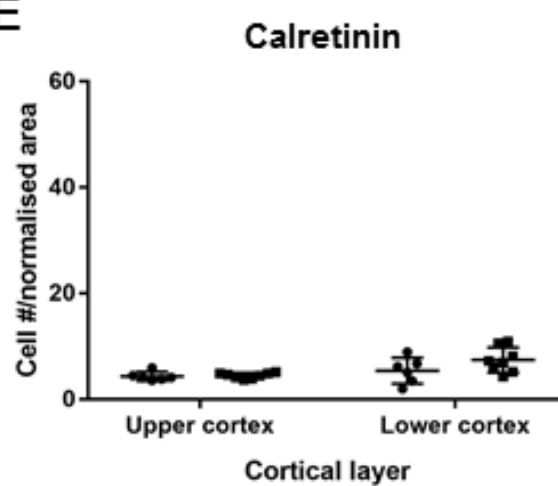 E
Calretinin
60
40
20
0
Cell #/normalised area
Upper cortex Lower cortex
Cortical layer